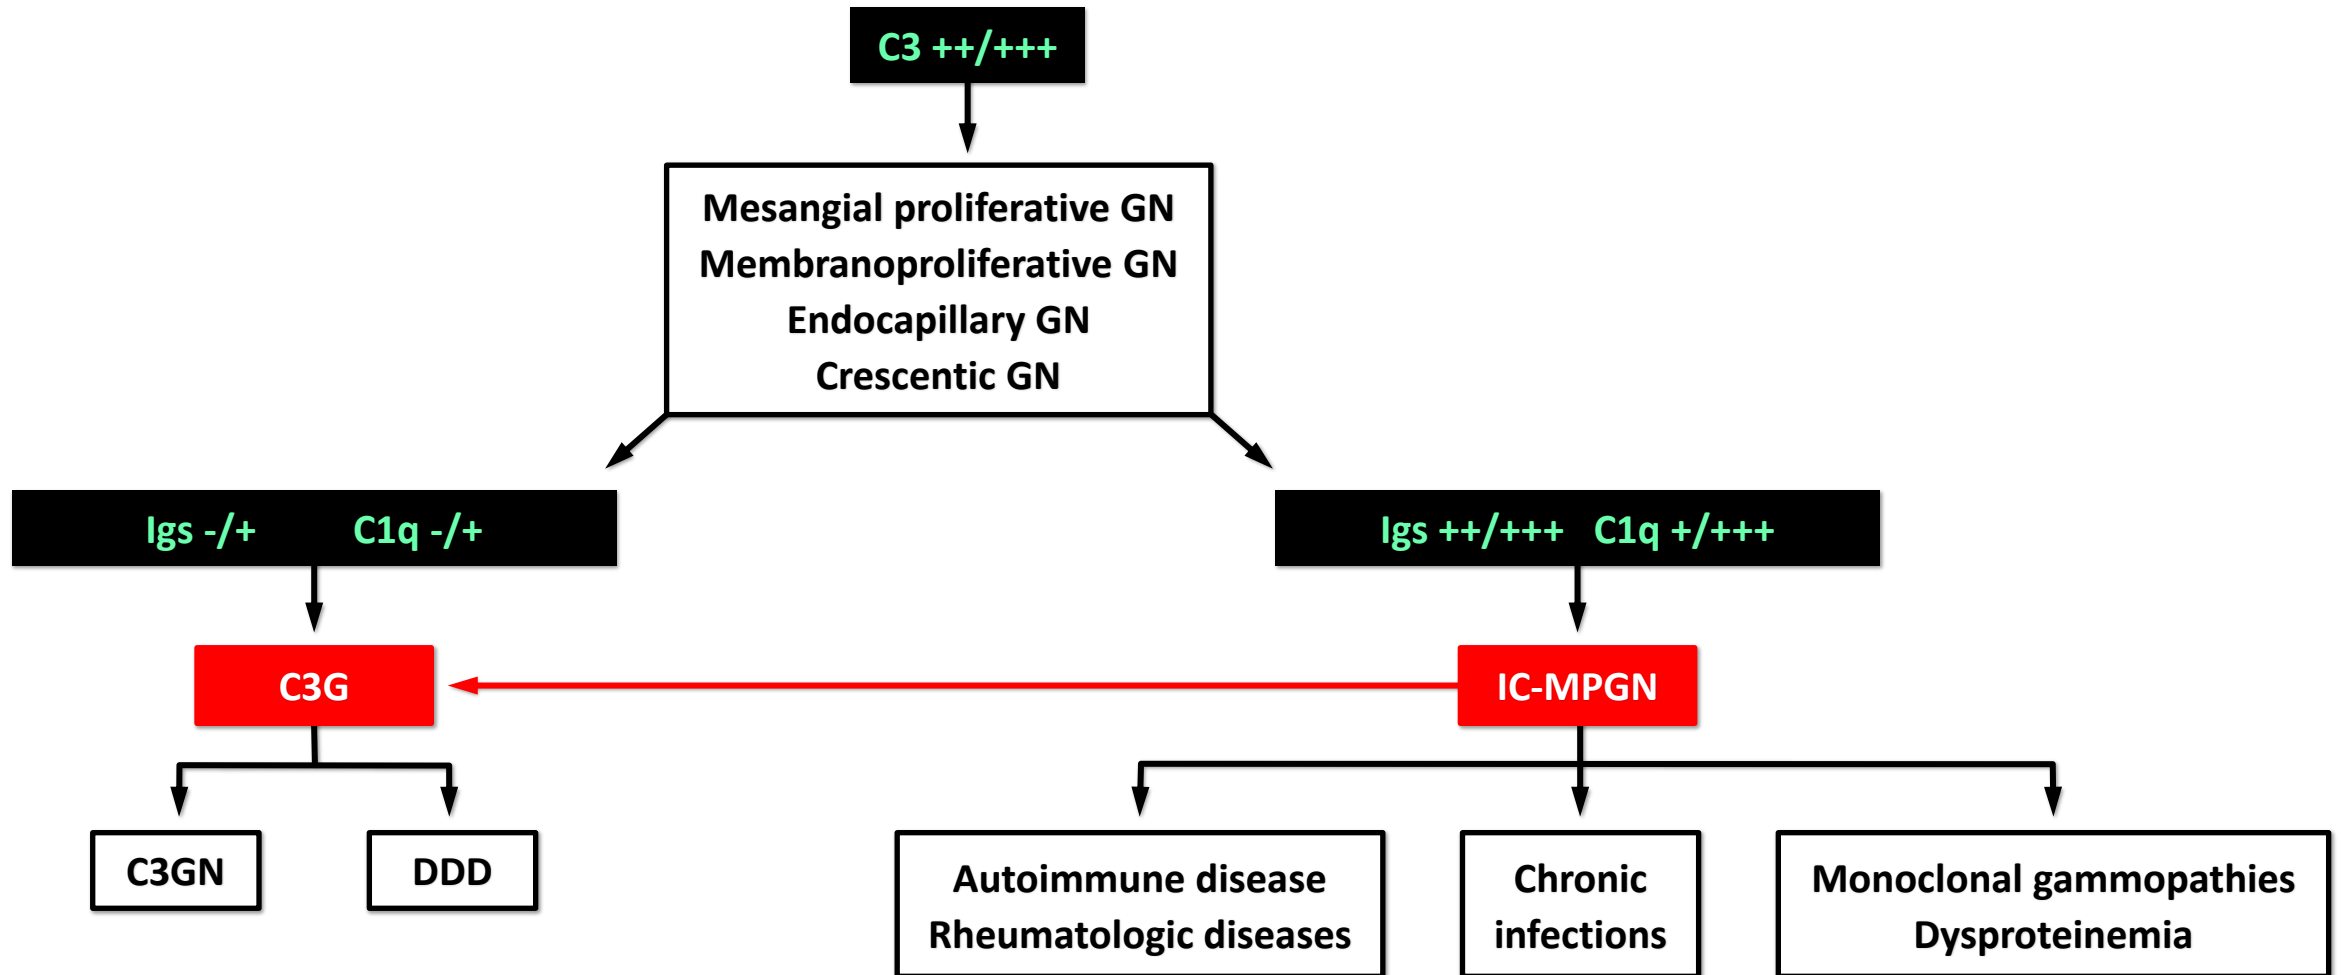 C3 ++/+++
Mesangial proliferative GN
Membranoproliferative GN
Endocapillary GN
Crescentic GN
Igs -/+ C1q -/+
Igs ++/+++ C1q +/+++
C3G
IC-MPGN
C3GN
DDD
Autoimmune disease
Rheumatologic diseases
Chronic
infections
Monoclonal gammopathies
Dysproteinemia